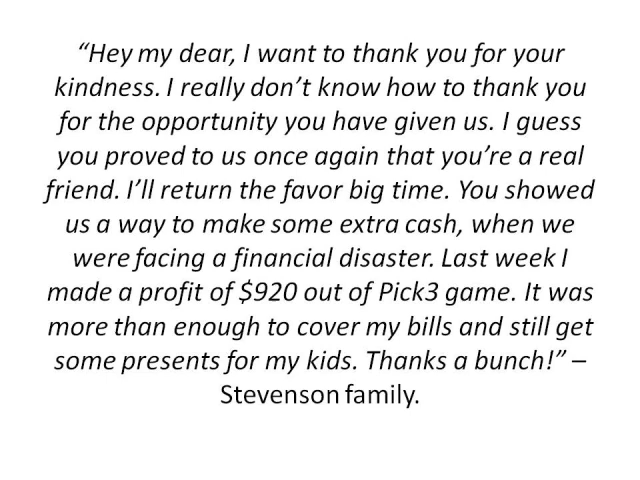 “Hey my dear, I want to thank you for your
kindness. I really don’t know how to thank you
for the opportunity you have given us. I guess
you proved to us once again that you’re a real
friend. I’ll return the favor big time. You showed
us a way to make some extra cash, when we
were facing a financial disaster. Last week I
made a profit of $920 out of Pick3 game. It was
more than enough to cover my bills and still get
some presents for my kids. Thanks a bunch!” –
Stevenson family.